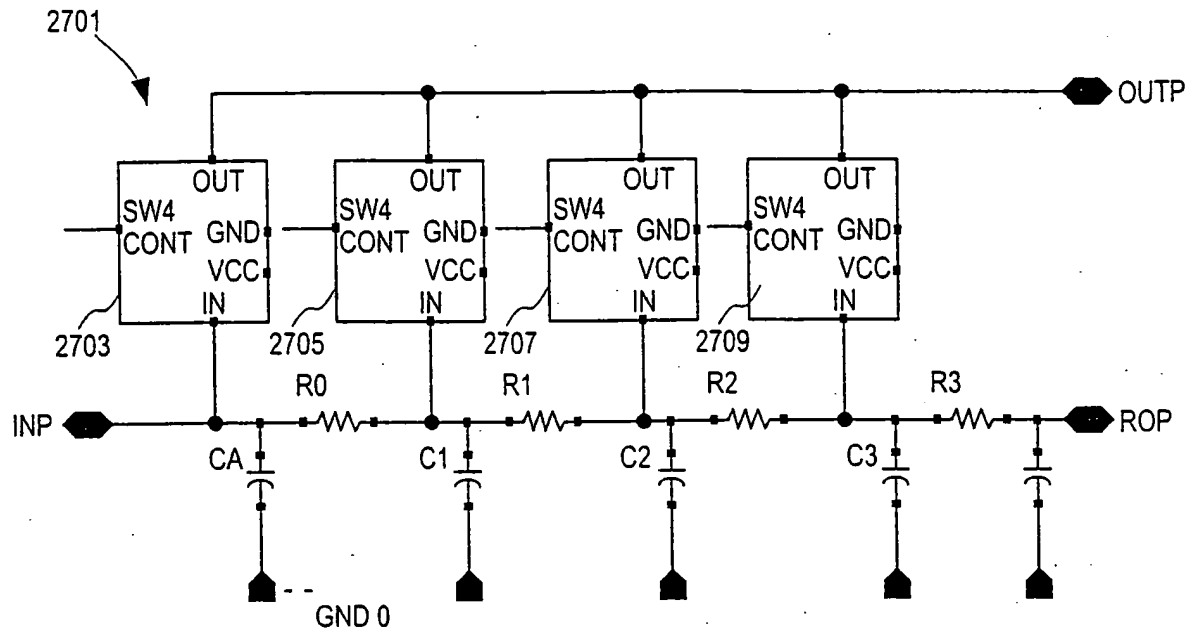 2701
OUTP
OUT OUT OUT OUT
SW4 SW4 SW4 SW4
CONT GND CONT GND CONT GND CONT GND
VCC VCC VCC VCC
IN IN IN IN
2703 2705 2707 2709
R0 R1 R2 R3
INP ROP
CA C1 C2 C3
GND 0